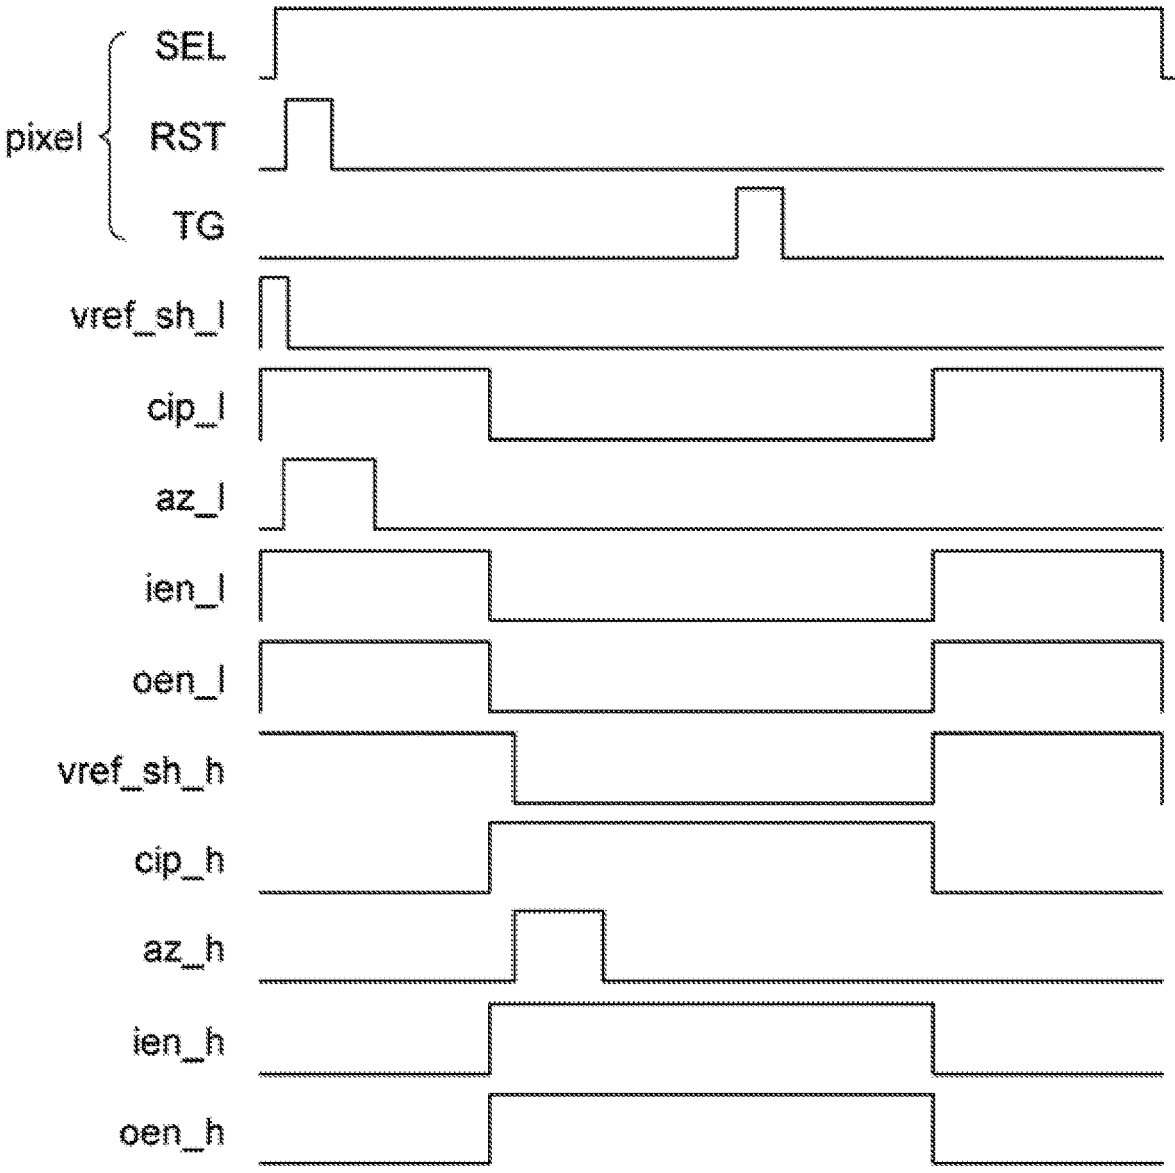 SEL
pixel
RST
TG
vref_sh_l
cip_l
az_l
ien_l
oen_l
vref_sh_h
cip_h
az_h
ien_h
oen_h